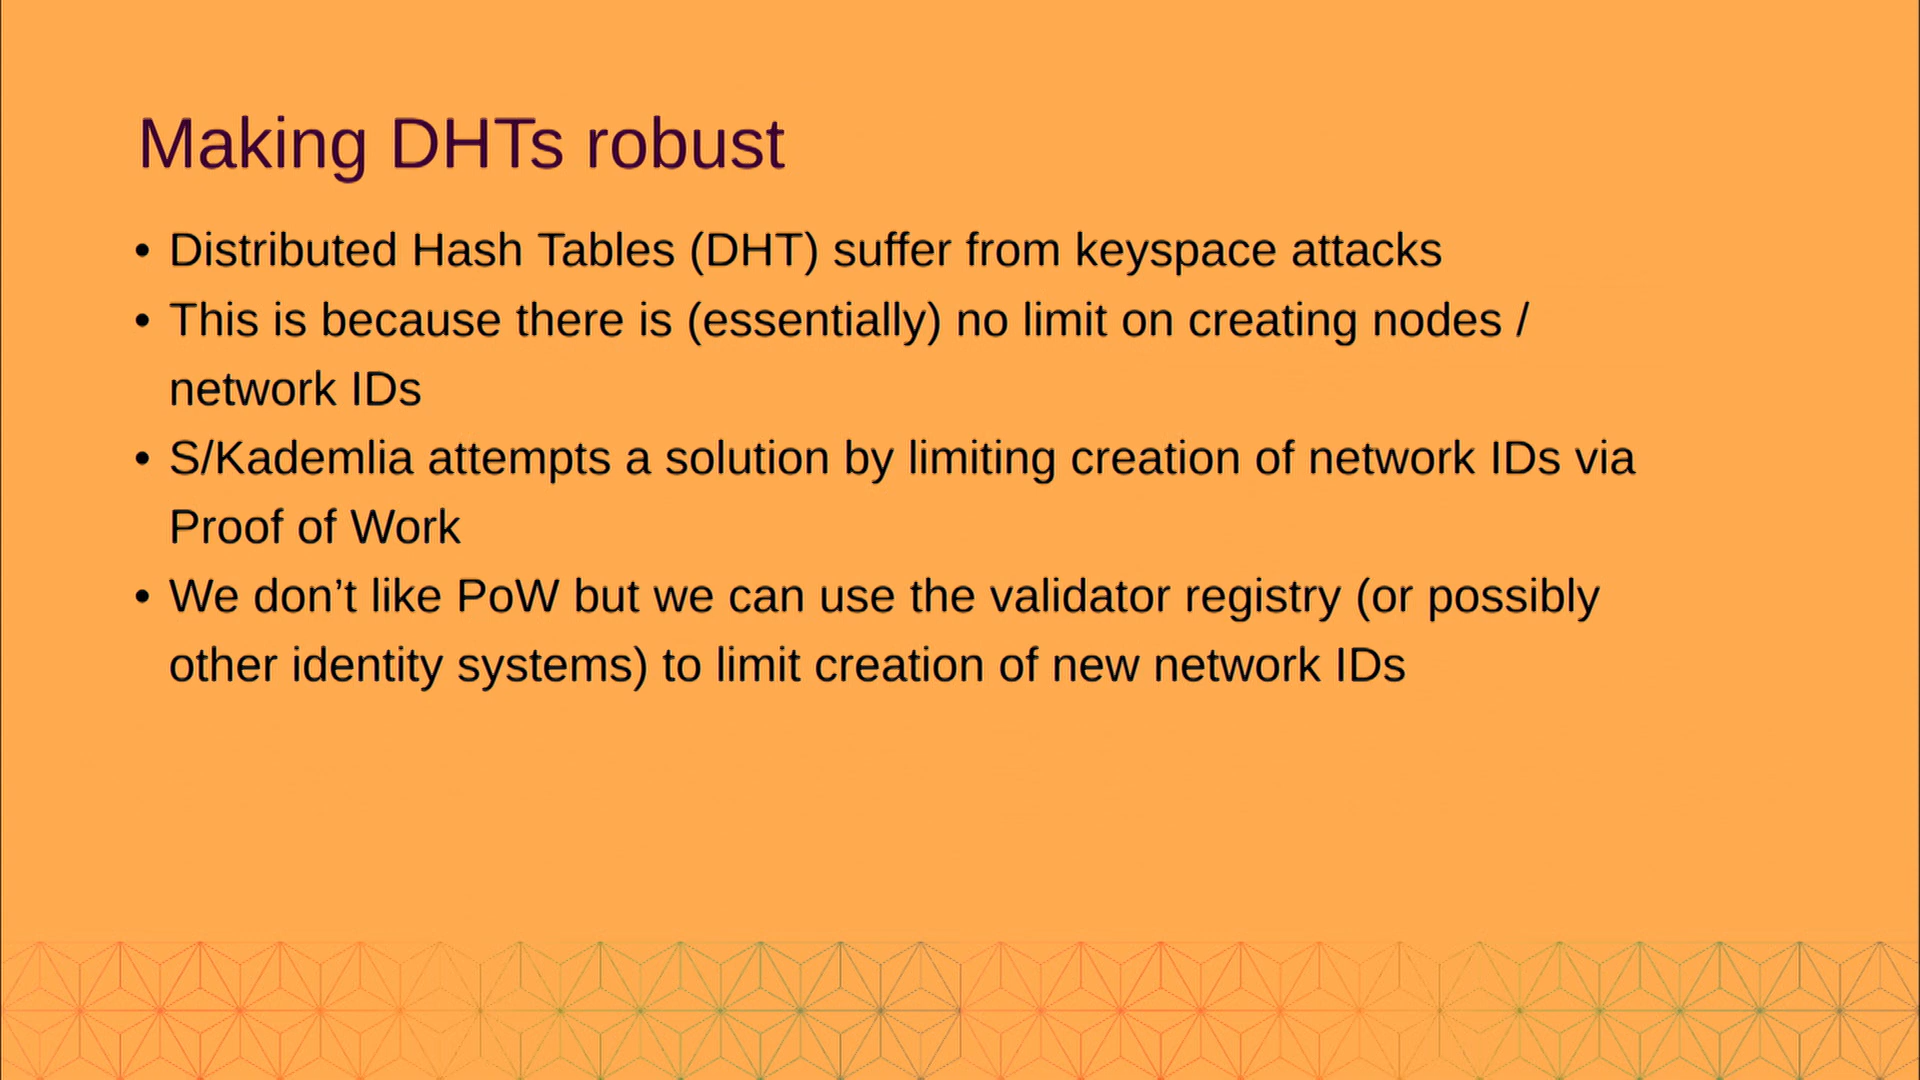 Making DHTs robust
• Distributed Hash Tables (DHT) suffer from keyspace attacks
• This is because there is (essentially) no limit on creating nodes /
network IDs
• S/Kademlia attempts a solution by limiting creation of network IDs via
Proof of Work
• We don’t like PoW but we can use the validator registry (or possibly
other identity systems) to limit creation of new network IDs